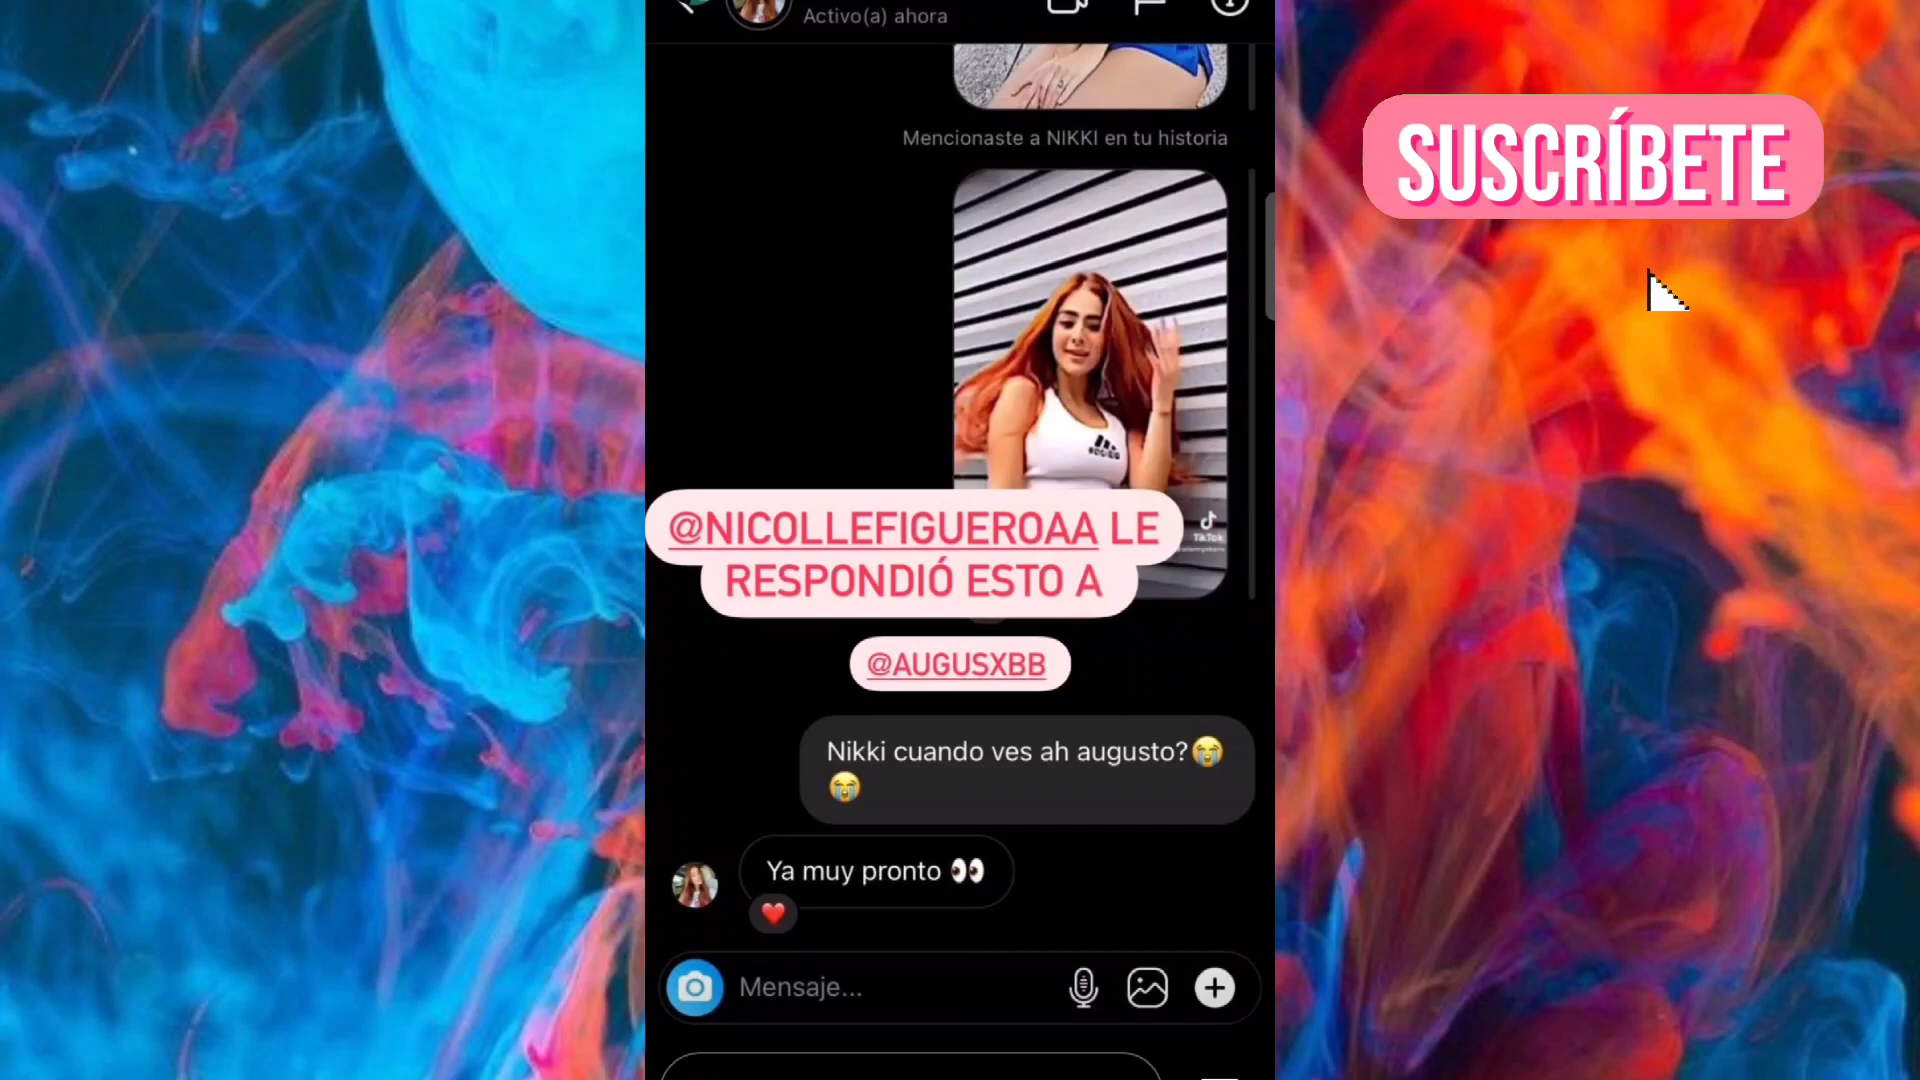 Activo(a) ahora
Mencionaste a NIKKI en tu historia
SUSCRÍBETE
TikTok
@NICOLLEFIGUEROAA LE
RESPONDIÓ ESTO A
@AUGUSXBB
Nikki cuando ves ah augusto?😭
😭
Ya muy pronto 👀
❤️
Mensaje...